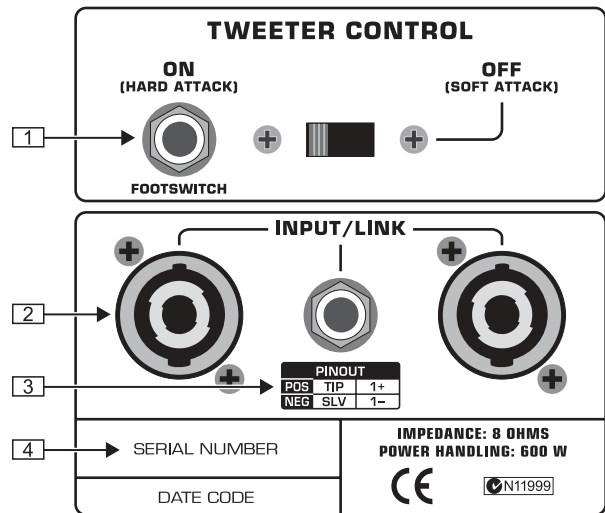 TWEETER CONTROL
ON
(HARD ATTACK)
OFF
(SOFT ATTACK)
1
FOOTSWITCH
INPUT/LINK
2
3
PINOUT
POS TIP 1+
NEG SLV 1−
4
SERIAL NUMBER
DATE CODE
IMPEDANCE: 8 OHMS
POWER HANDLING: 600 W
CE
N11999